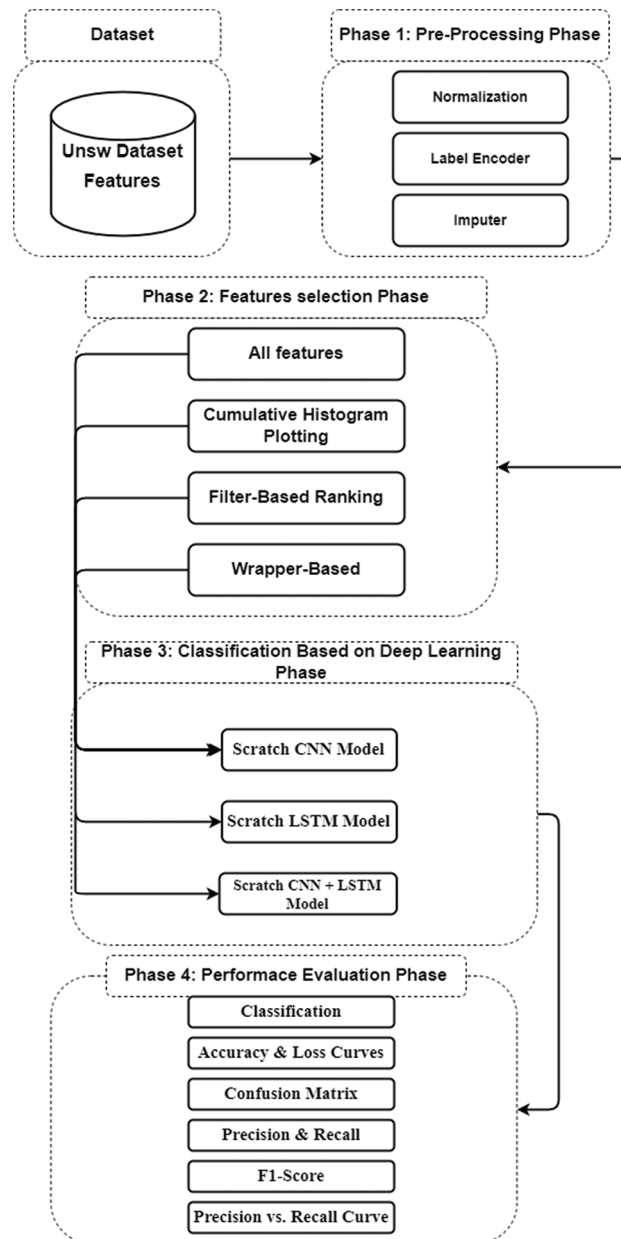 Dataset
Unsw Dataset
Features
Phase 1: Pre-Processing Phase
Normalization
Label Encoder
Imputer
Phase 2: Features selection Phase
All features
Cumulative Histogram
Plotting
Filter-Based Ranking
Wrapper-Based
Phase 3: Classification Based on Deep Learning
Phase
Scratch CNN Model
Scratch LSTM Model
Scratch CNN + LSTM
Model
Phase 4: Performace Evaluation Phase
Classification
Accuracy & Loss Curves
Confusion Matrix
Precision & Recall
F1-Score
Precision vs. Recall Curve